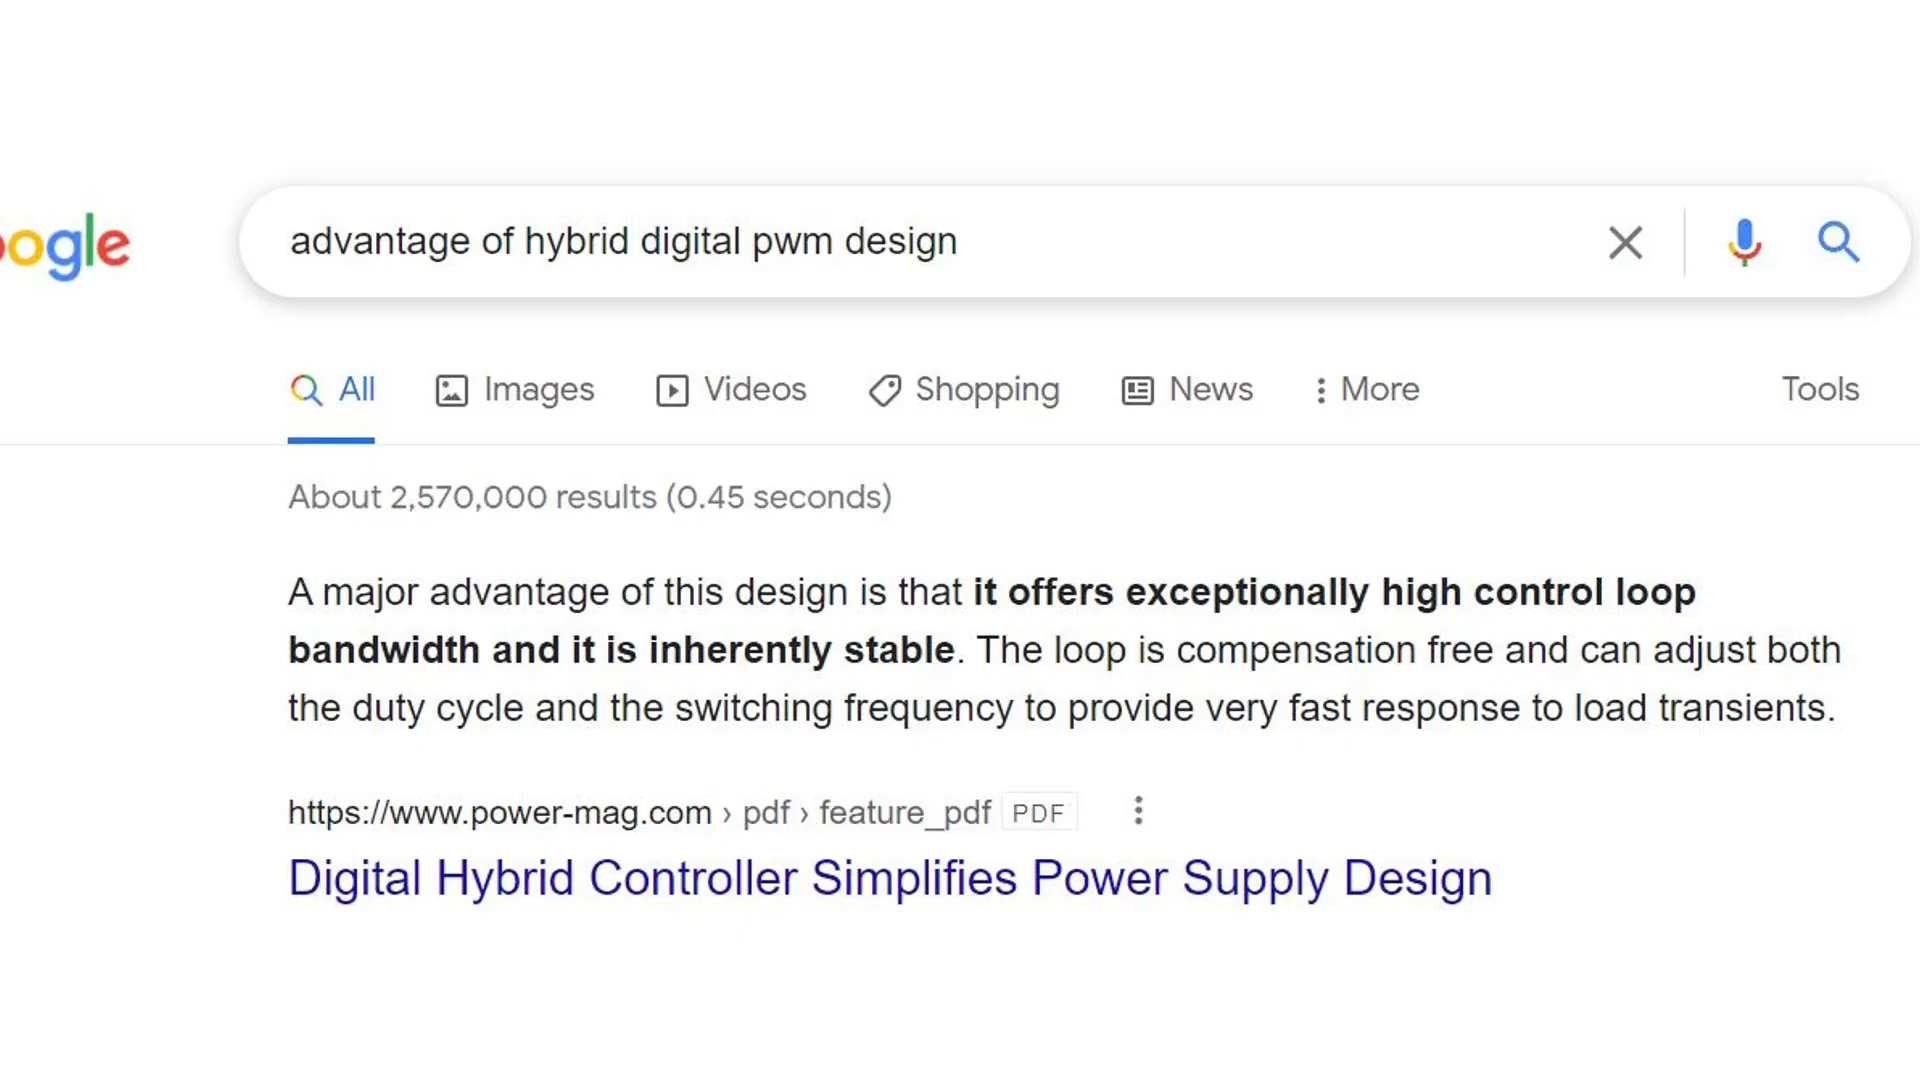 ogle
advantage of hybrid digital pwm design
All Images Videos Shopping News More Tools
About 2,570,000 results (0.45 seconds)
A major advantage of this design is that it offers exceptionally high control loop
bandwidth and it is inherently stable. The loop is compensation free and can adjust both
the duty cycle and the switching frequency to provide very fast response to load transients.
https://www.power-mag.com › pdf › feature_pdf PDF
Digital Hybrid Controller Simplifies Power Supply Design